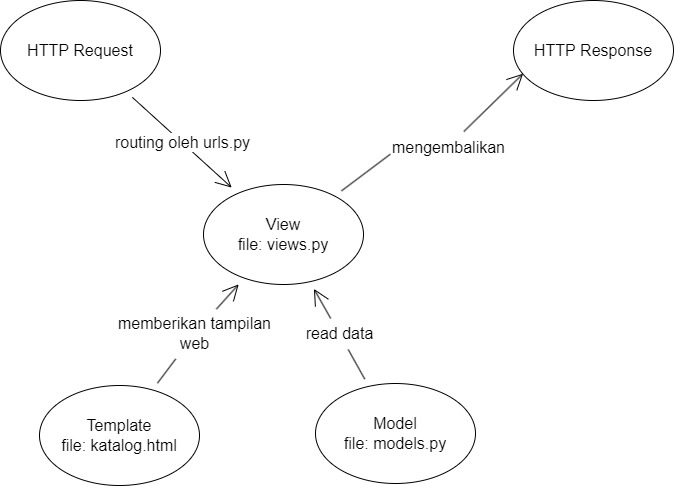 HTTP Request
HTTP Response
routing oleh urls.py
mengembalikan
View
file: views.py
memberikan tampilan
web
read data
Template
file: katalog.html
Model
file: models.py